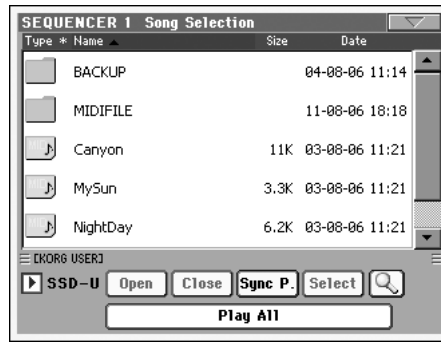 SEQUENCER 1 Song Selection
Type * Name Size Date
BACKUP 04-08-06 11:14
MIDIFILE 11-08-06 18:18
Canyon 11K 03-08-06 11:21
MySun 3.3K 03-08-06 11:21
NightDay 6.2K 03-08-06 11:21
[KORG USER]
SSD-U Open Close Sync P. Select
Play All